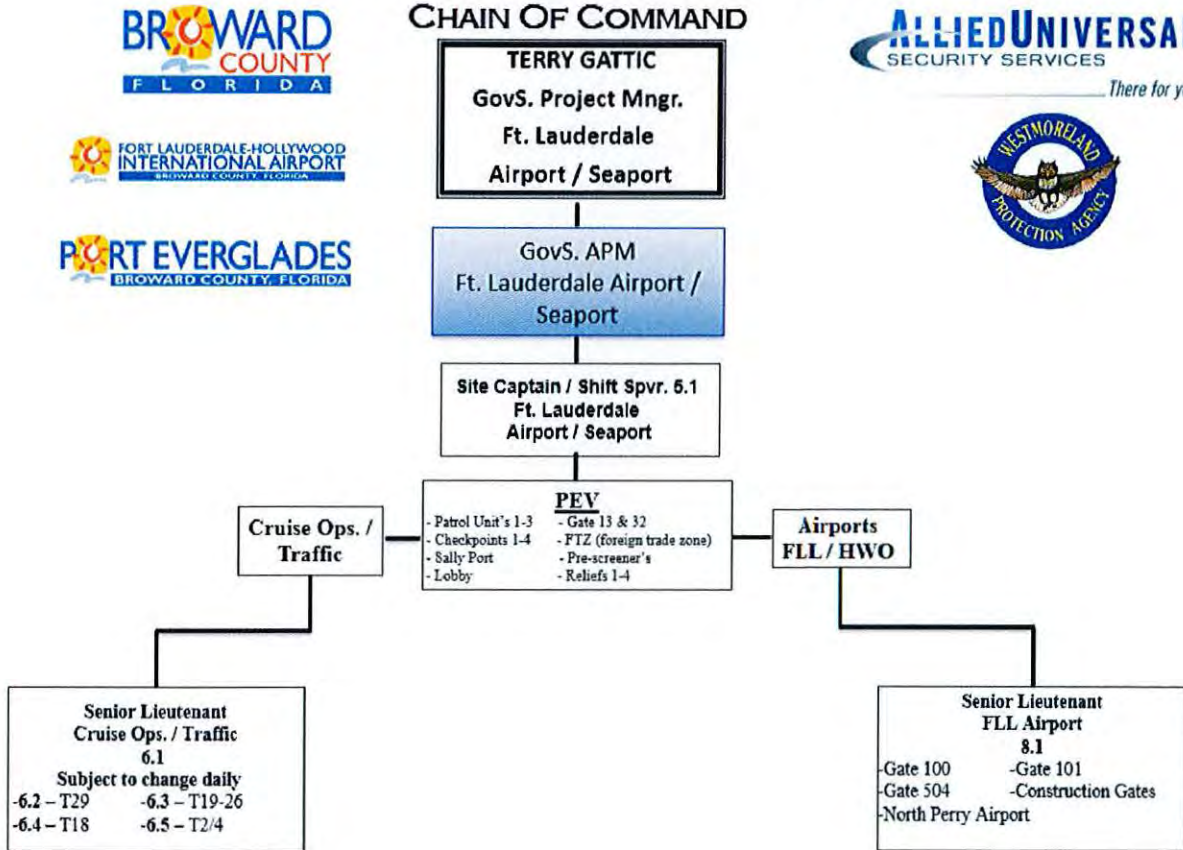 CHAIN OF COMMAND
BROWARD
COUNTY
FLORIDA
FORT LAUDERDALE-HOLLYWOOD
INTERNATIONAL AIRPORT
BROWARD COUNTY, FLORIDA
PORT EVERGLADES
BROWARD COUNTY, FLORIDA
ALLIEDUNIVERSAL
SECURITY SERVICES
There for yo
WESTMORELAND
PROTECTION AGENCY
TERRY GATTIC
GovS. Project Mngr.
Ft. Lauderdale
Airport / Seaport
GovS. APM
Ft. Lauderdale Airport /
Seaport
Site Captain / Shift Spvr. 5.1
Ft. Lauderdale
Airport / Seaport
Cruise Ops. /
Traffic
PEV
- Patrol Unit's 1-3 - Gate 13 & 32
- Checkpoints 1-4 - FTZ (foreign trade zone)
- Sally Port - Pre-screener's
- Lobby - Reliefs 1-4
Airports
FLL / HWO
Senior Lieutenant
Cruise Ops. / Traffic
6.1
Subject to change daily
-6.2 – T29 -6.3 – T19-26
-6.4 – T18 -6.5 – T2/4
Senior Lieutenant
FLL Airport
8.1
-Gate 100 -Gate 101
-Gate 504 -Construction Gates
-North Perry Airport